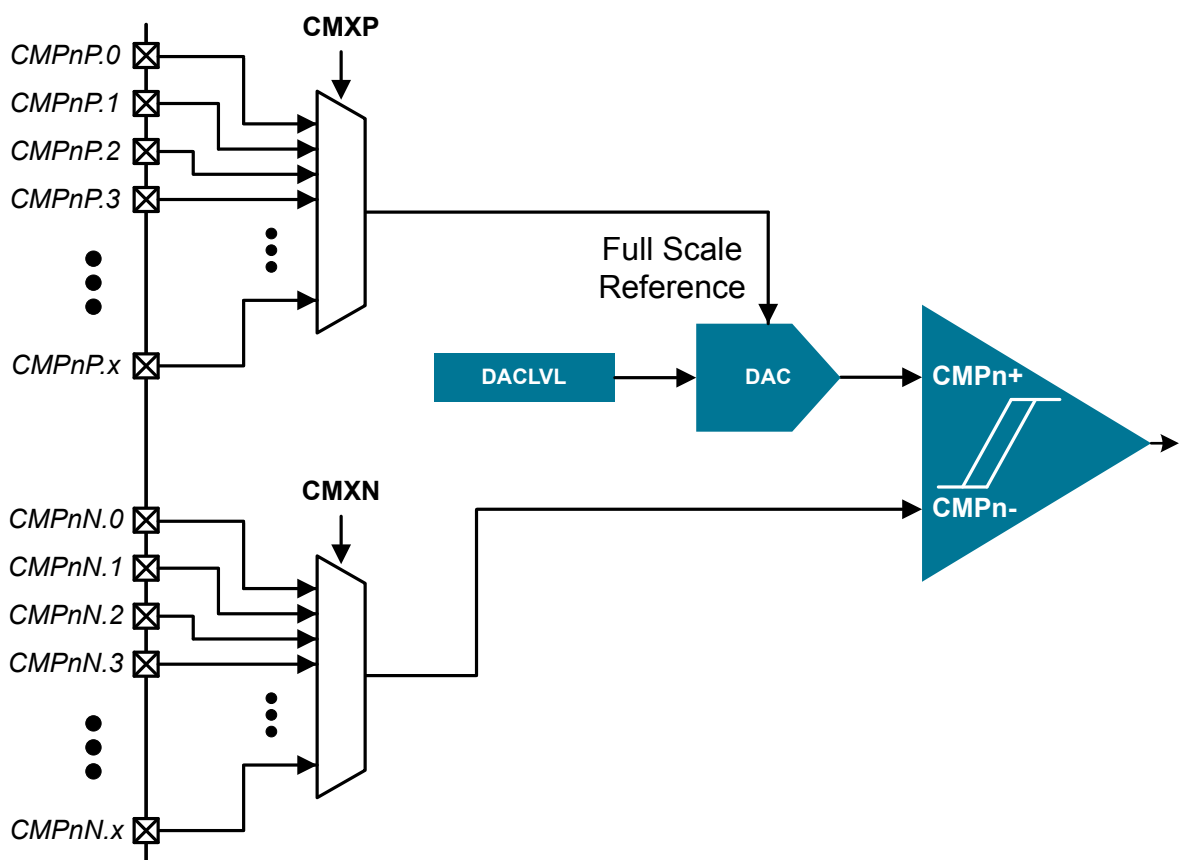 CMXP
CMPnP.0
CMPnP.1
CMPnP.2
CMPnP.3
CMPnP.x
Full Scale
Reference
DACLVL
DAC
CMPn+
CMPn-
CMXN
CMPnN.0
CMPnN.1
CMPnN.2
CMPnN.3
CMPnN.x